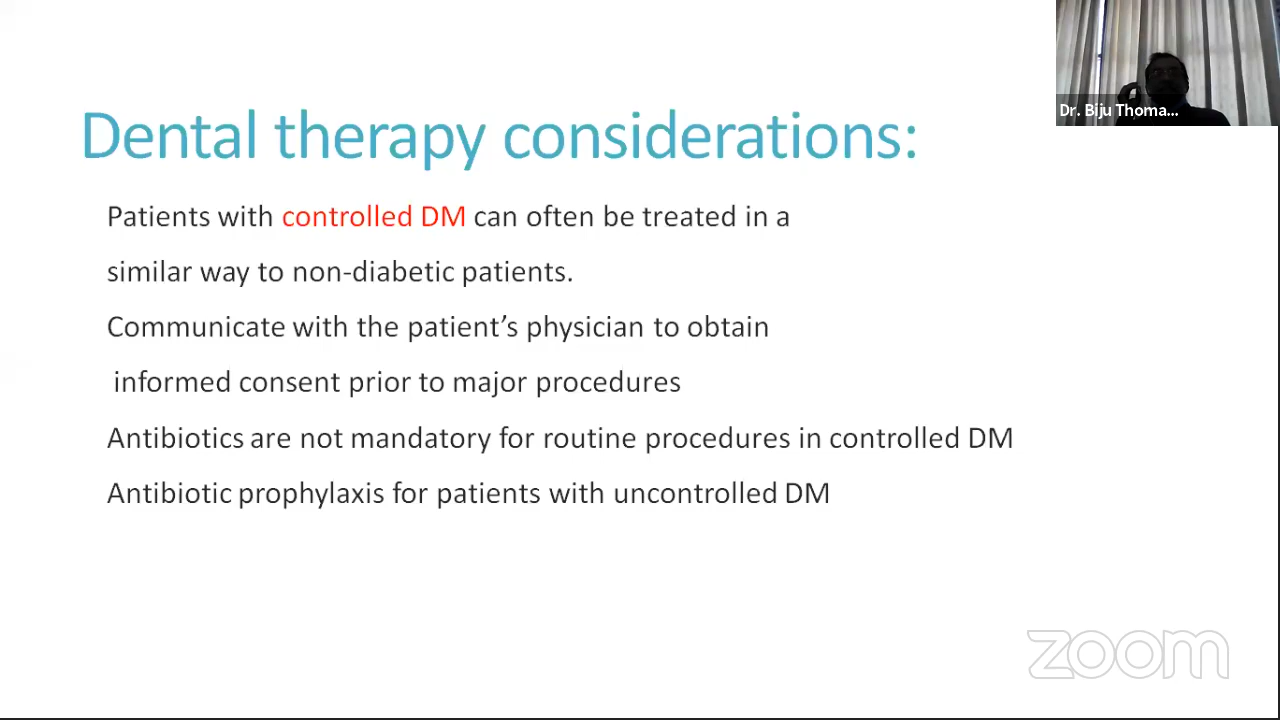 Dental therapy considerations:
Patients with controlled DM can often be treated in a
similar way to non-diabetic patients.
Communicate with the patient’s physician to obtain
informed consent prior to major procedures
Antibiotics are not mandatory for routine procedures in controlled DM
Antibiotic prophylaxis for patients with uncontrolled DM
Dr. Biju Thoma...
zoom